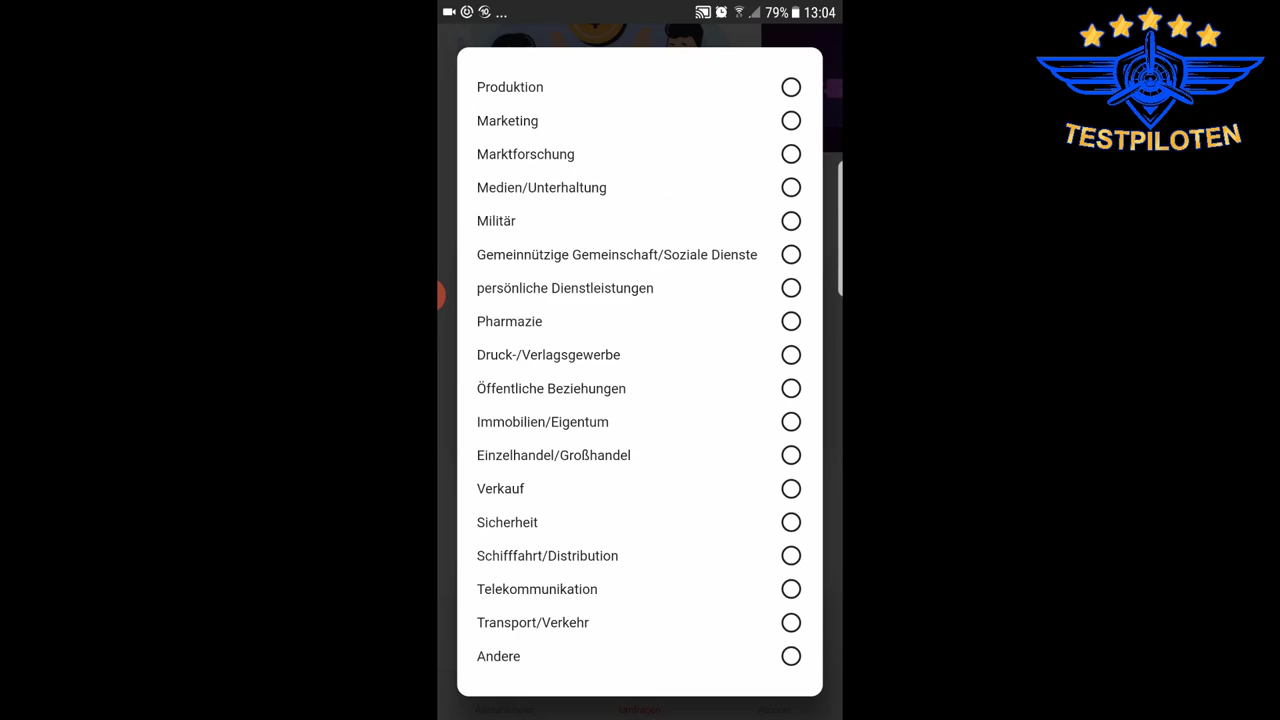 ... 79% 13:04
TESTPILOTEN
Produktion
Marketing
Marktforschung
Medien/Unterhaltung
Militär
Gemeinnützige Gemeinschaft/Soziale Dienste
persönliche Dienstleistungen
Pharmazie
Druck-/Verlagsgewerbe
Öffentliche Beziehungen
Immobilien/Eigentum
Einzelhandel/Großhandel
Verkauf
Sicherheit
Schifffahrt/Distribution
Telekommunikation
Transport/Verkehr
Andere
Umfragen